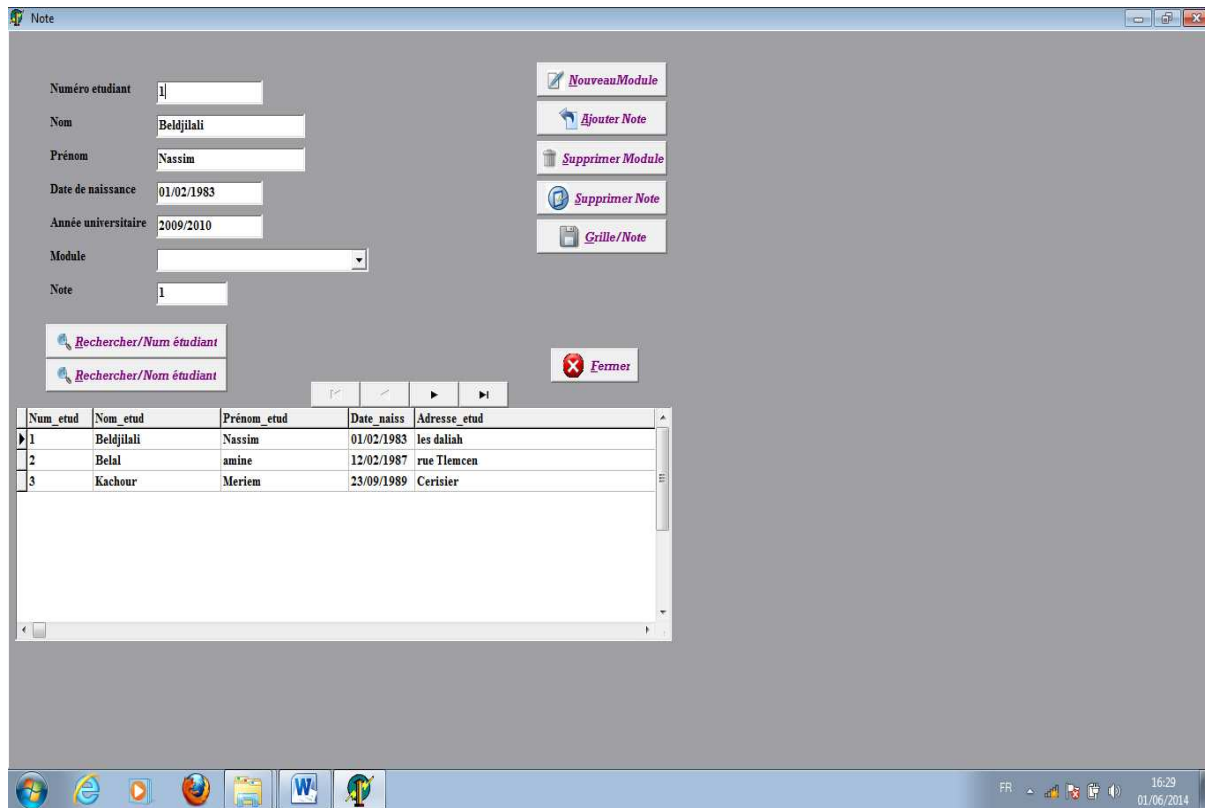 Note
Numéro etudiant 1
Nom Beldjilali
Prénom Nassim
Date de naissance 01/02/1983
Année universitaire 2009/2010
Module
Note 1
NouveauModule
Ajouter Note
Supprimer Module
Supprimer Note
Grille/Note
Rechercher/Num étudiant
Rechercher/Nom étudiant
Fermer
Num_etud Nom_etud Prénom_etud Date_naiss Adresse_etud
1 Beldjilali Nassim 01/02/1983 les daliah
2 Belal amine 12/02/1987 rue Tlemcen
3 Kachour Meriem 23/09/1989 Cerisier
FR 16:29
01/06/2014